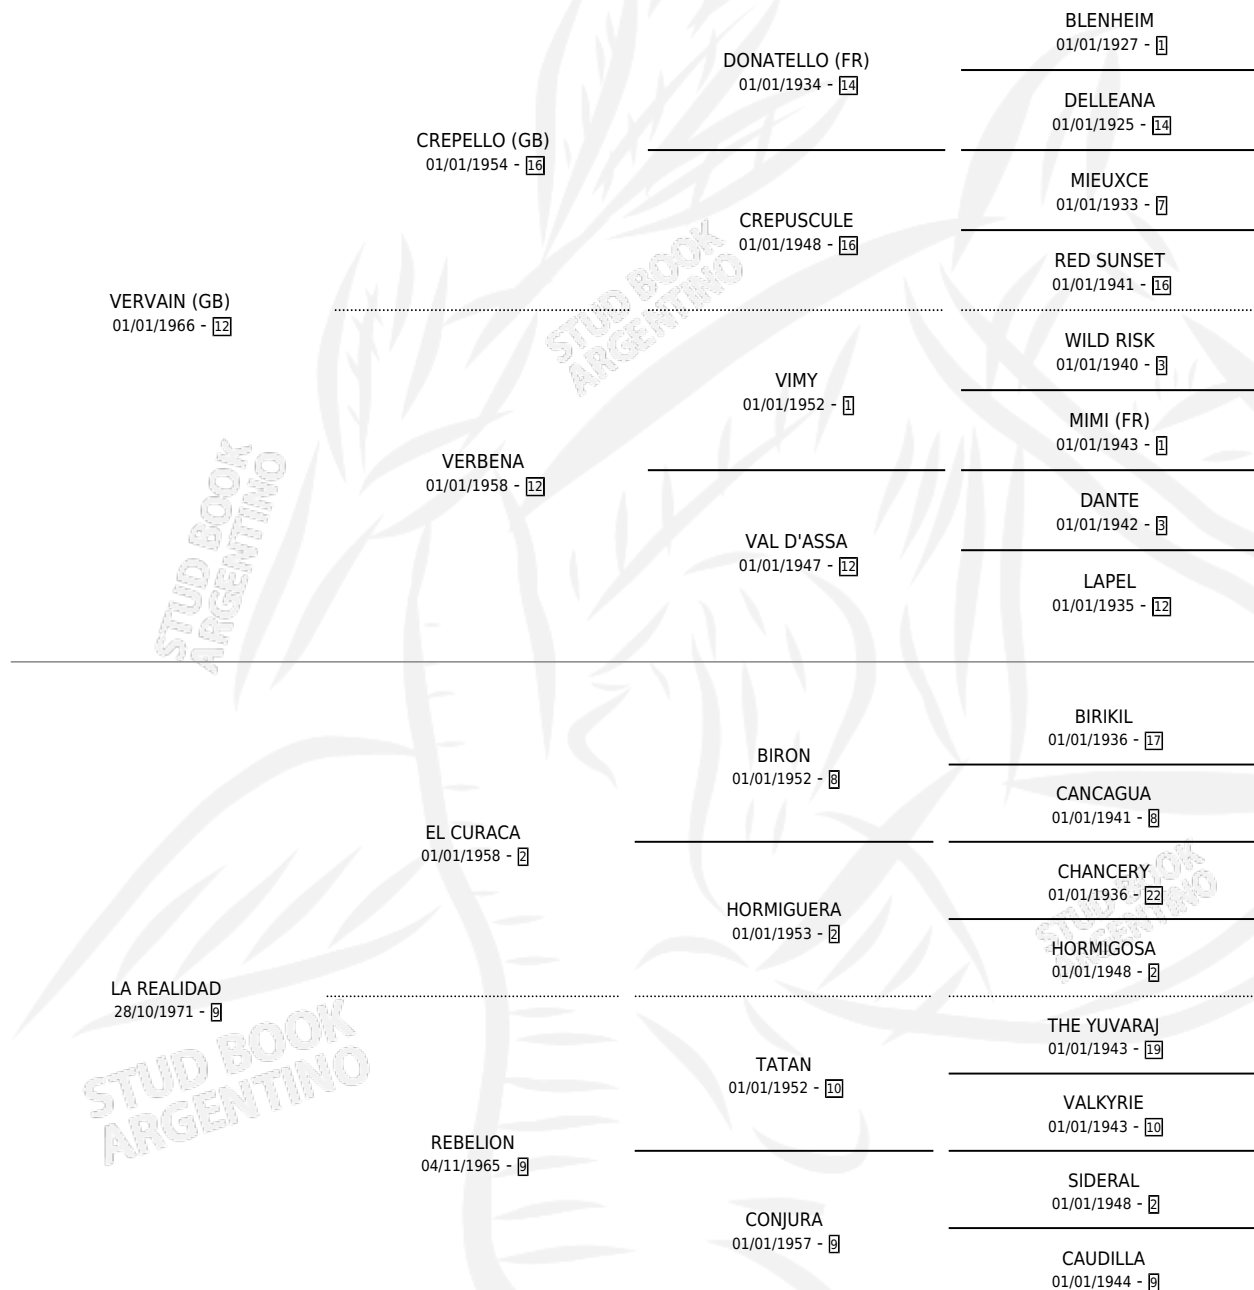 BLENHEIM
01/01/1927 - 1
DONATELLO (FR)
01/01/1934 - 14
DELLEANA
01/01/1925 - 14
CREPELLO (GB)
01/01/1954 - 16
MIEUXCE
01/01/1933 - 7
CREPUSCULE
01/01/1948 - 16
RED SUNSET
01/01/1941 - 16
VERVAIN (GB)
01/01/1966 - 12
STUD BOOK
ARGENTINO
WILD RISK
01/01/1940 - 3
VIMY
01/01/1952 - 1
MIMI (FR)
01/01/1943 - 1
VERBENA
01/01/1958 - 12
DANTE
01/01/1942 - 3
VAL D'ASSA
01/01/1947 - 12
LAPEL
01/01/1935 - 12
STUD BOOK
ARGENTINO
BIRIKIL
01/01/1936 - 17
BIRON
01/01/1952 - 8
CANCAGUA
01/01/1941 - 8
EL CURACA
01/01/1958 - 2
CHANCERY
01/01/1936 - 22
HORMIGUERA
01/01/1953 - 2
HORMIGOSA
01/01/1948 - 2
STUD BOOK
ARGENTINO
LA REALIDAD
28/10/1971 - 9
THE YUVARAJ
01/01/1943 - 19
TATAN
01/01/1952 - 10
VALKYRIE
01/01/1943 - 10
STUD BOOK
ARGENTINO
REBELION
04/11/1965 - 9
SIDERAL
01/01/1948 - 2
CONJURA
01/01/1957 - 9
CAUDILLA
01/01/1944 - 9